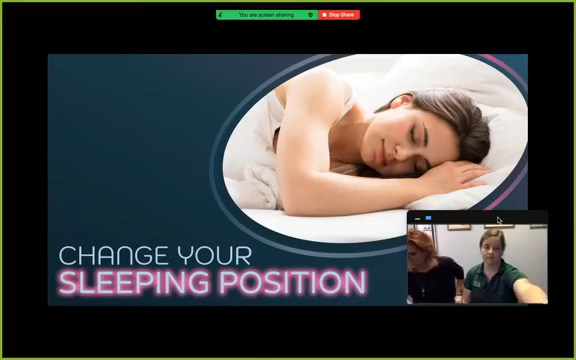 You are screen sharing
Stop Share
CHANGE YOUR
SLEEPING POSITION